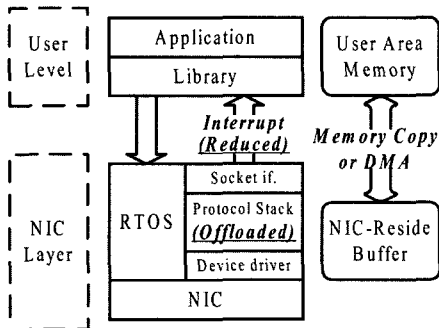 User
Level
Application
Library
User Area
Memory
Interrupt
(Reduced)
Memory Copy
or DMA
NIC
Layer
RTOS
Socket if.
Protocol Stack
(Offloaded)
Device driver
NIC
NIC-Reside
Buffer